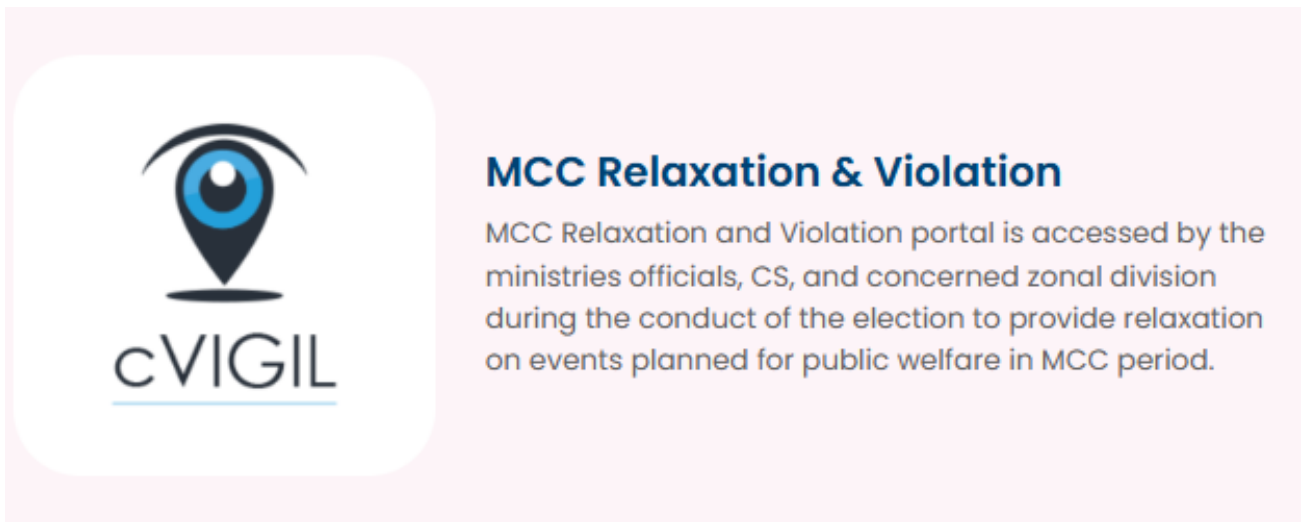 cVIGIL
MCC Relaxation & Violation
MCC Relaxation and Violation portal is accessed by the
ministries officials, CS, and concerned zonal division
during the conduct of the election to provide relaxation
on events planned for public welfare in MCC period.